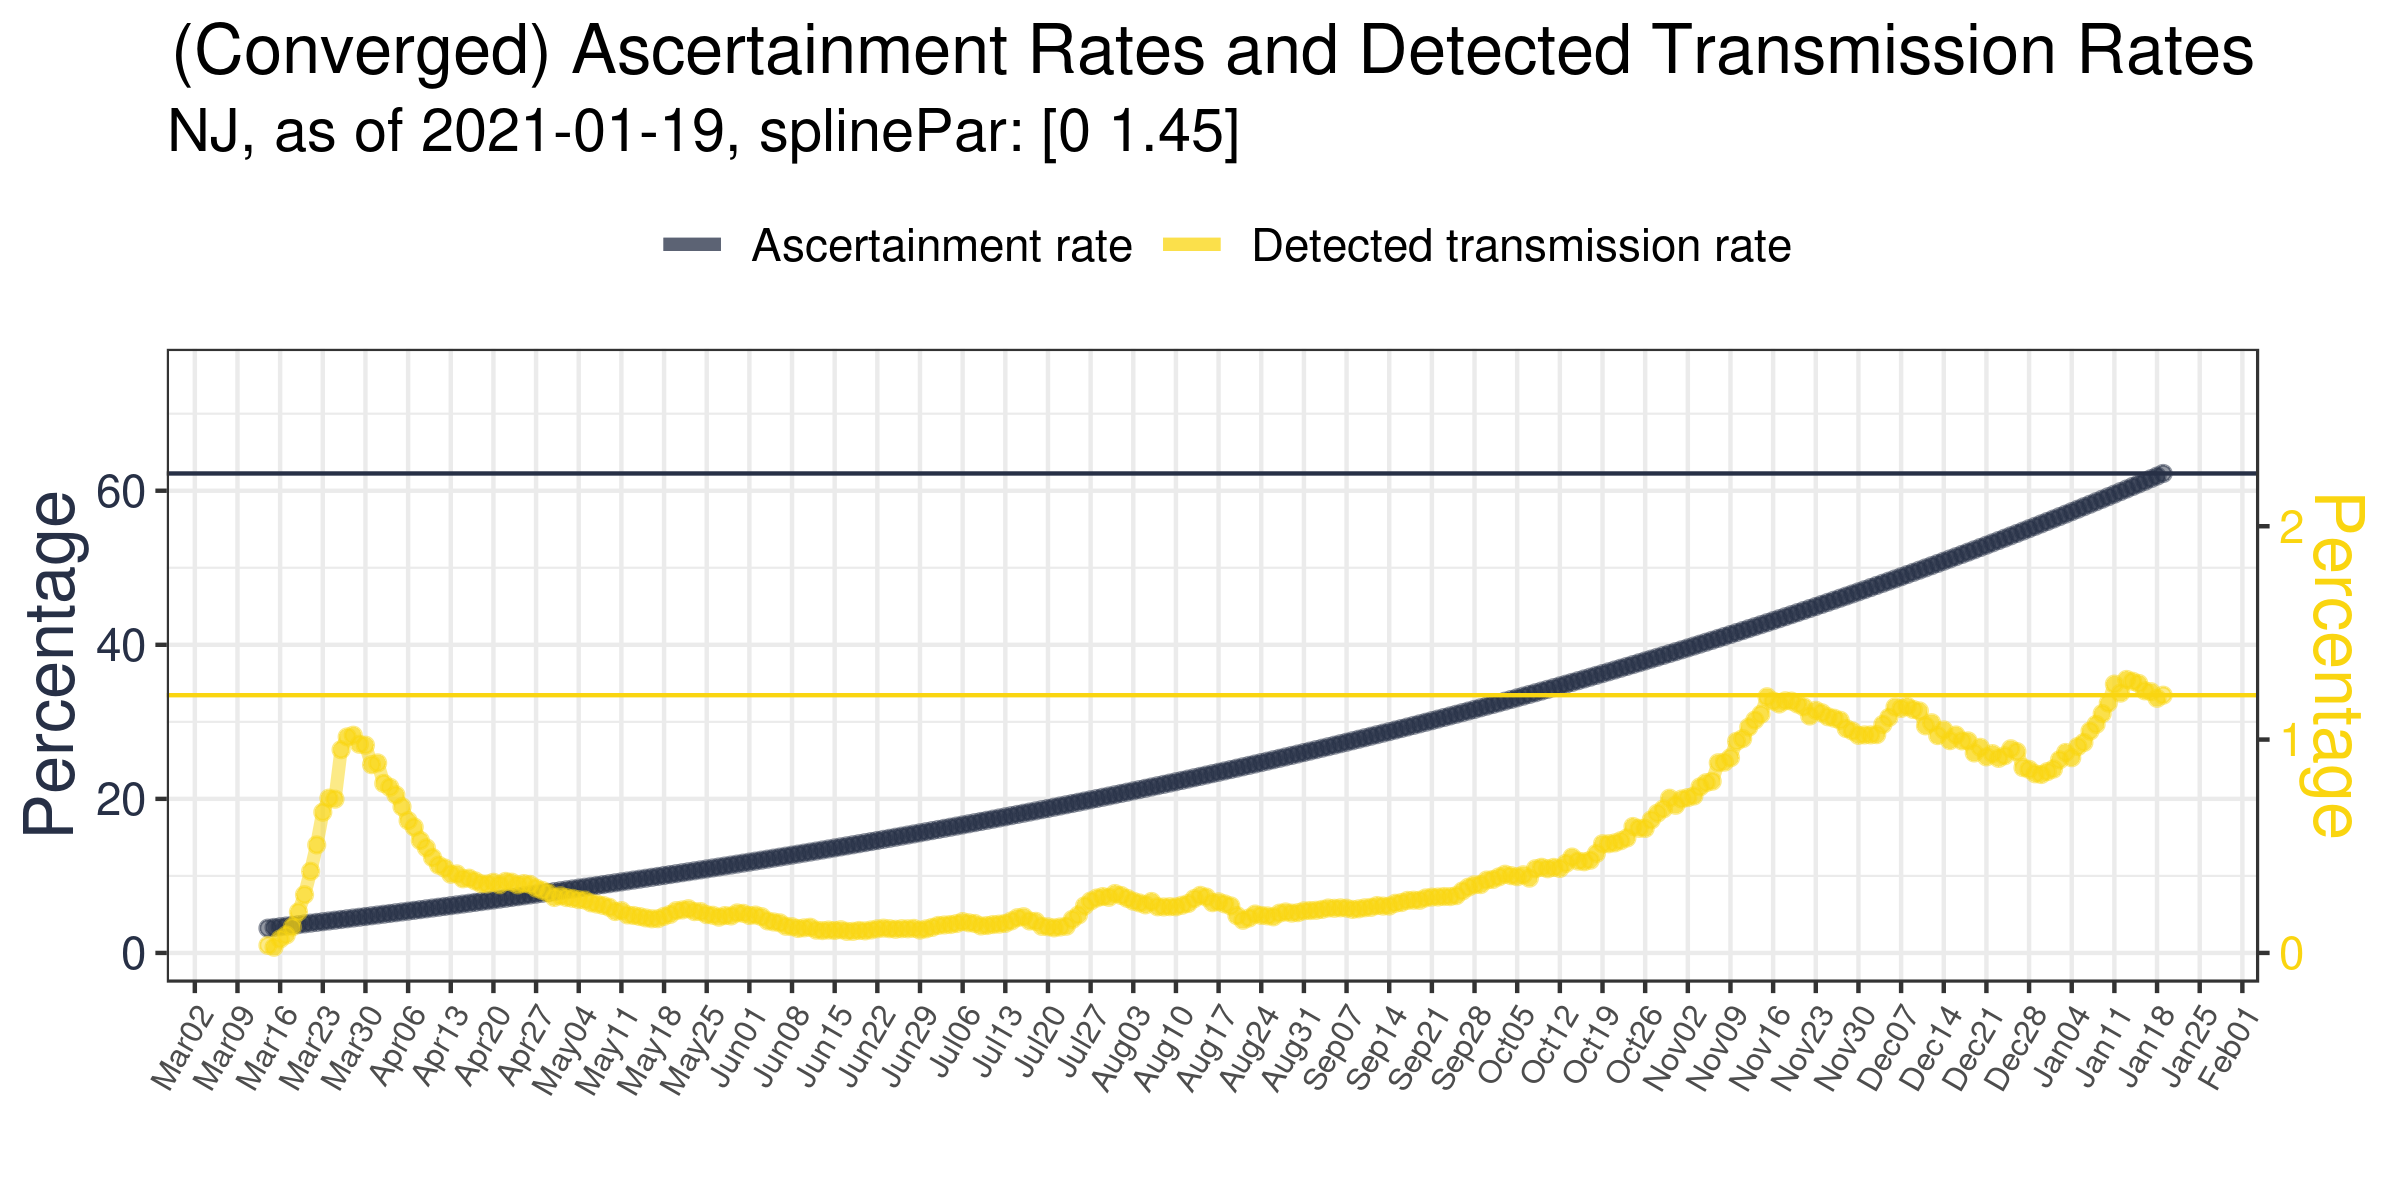 (Converged) Ascertainment Rates and Detected Transmission Rates
NJ, as of 2021-01-19, splinePar: [0 1.45]
Ascertainment rate
Detected transmission rate
Percentage
60
40
20
0
2
1
0
Percentage
Mar02
Mar09
Mar16
Mar23
Mar30
Apr06
Apr13
Apr20
Apr27
May04
May11
May18
May25
Jun01
Jun08
Jun15
Jun22
Jun29
Jul06
Jul13
Jul20
Jul27
Aug03
Aug10
Aug17
Aug24
Aug31
Sep07
Sep14
Sep21
Sep28
Oct05
Oct12
Oct19
Oct26
Nov02
Nov09
Nov16
Nov23
Nov30
Dec07
Dec14
Dec21
Dec28
Jan04
Jan11
Jan18
Jan25
Feb01